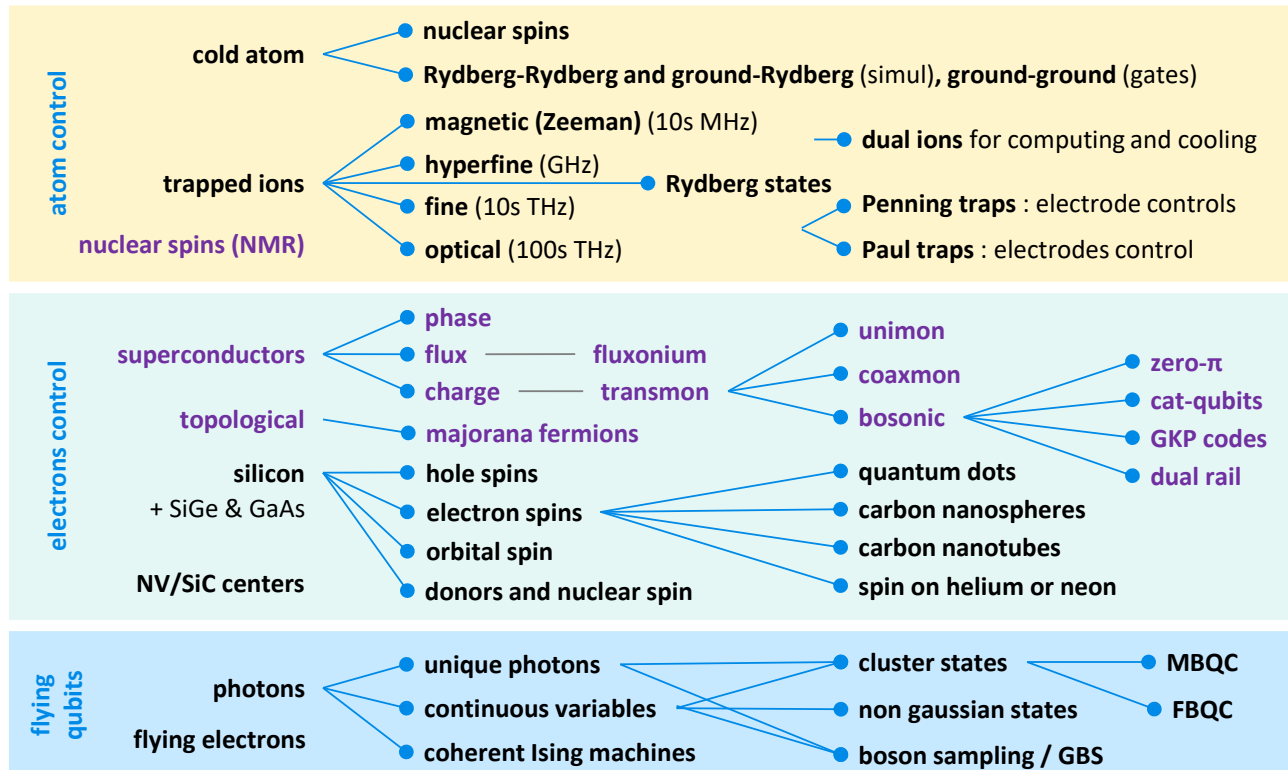 atom control
cold atom
nuclear spins
Rydberg-Rydberg and ground-Rydberg (simul), ground-ground (gates)
trapped ions
magnetic (Zeeman) (10s MHz)
hyperfine (GHz)
Rydberg states
fine (10s THz)
optical (100s THz)
dual ions for computing and cooling
Penning traps : electrode controls
Paul traps : electrodes control
nuclear spins (NMR)
electrons control
superconductors
phase
flux
fluxonium
charge
transmon
unimon
coaxmon
bosonic
zero-π
cat-qubits
GKP codes
dual rail
topological
majorana fermions
silicon
+ SiGe & GaAs
hole spins
electron spins
orbital spin
donors and nuclear spin
quantum dots
carbon nanospheres
carbon nanotubes
spin on helium or neon
NV/SiC centers
flying
qubits
photons
unique photons
continuous variables
coherent Ising machines
cluster states
non gaussian states
boson sampling / GBS
MBQC
FBQC
flying electrons